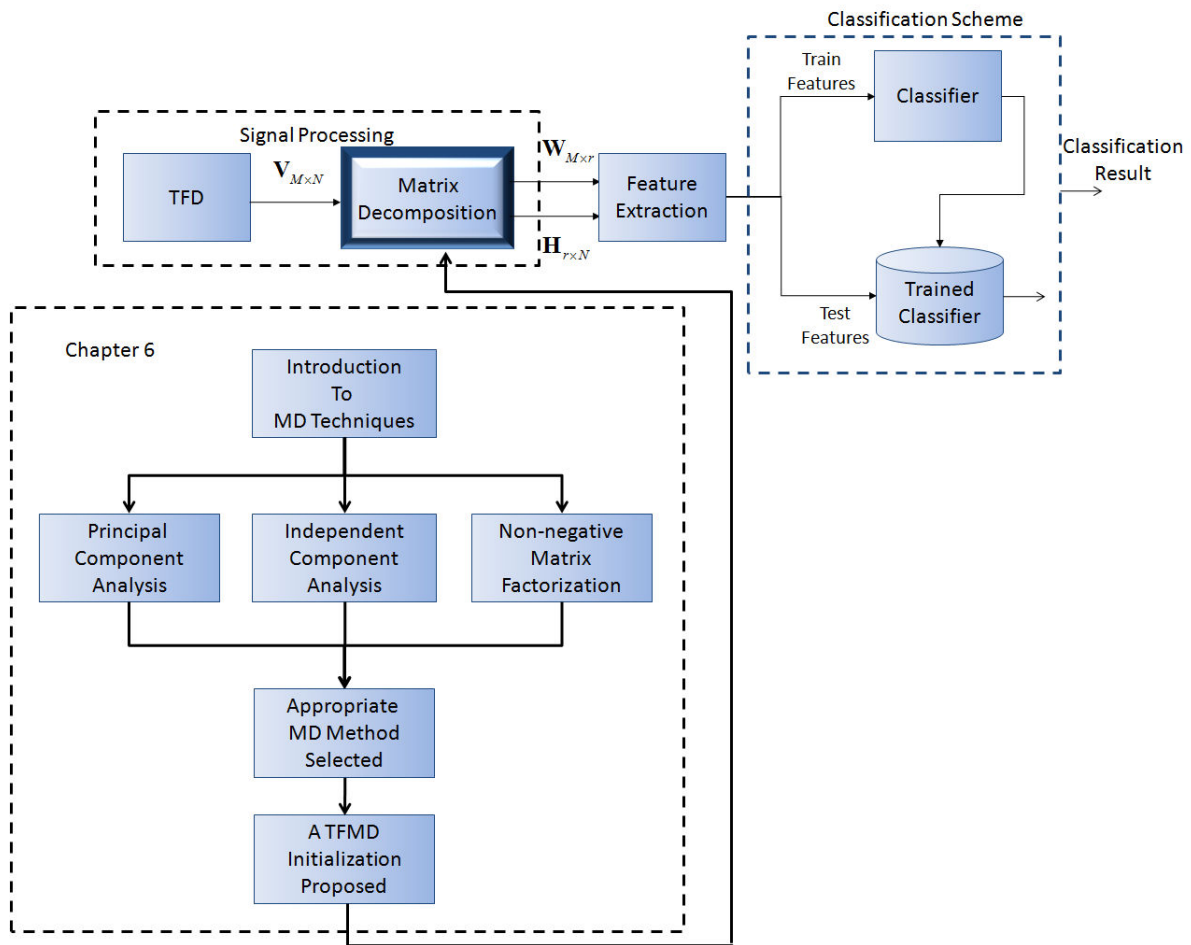 Classification Scheme
Train
Features
Classifier
Signal Processing
TFD
V M×N
Matrix
Decomposition
W M×r
H r×N
Feature
Extraction
Classification
Result
Test
Features
Trained
Classifier
Chapter 6
Introduction
To
MD Techniques
Principal
Component
Analysis
Independent
Component
Analysis
Non-negative
Matrix
Factorization
Appropriate
MD Method
Selected
A TFMD
Initialization
Proposed